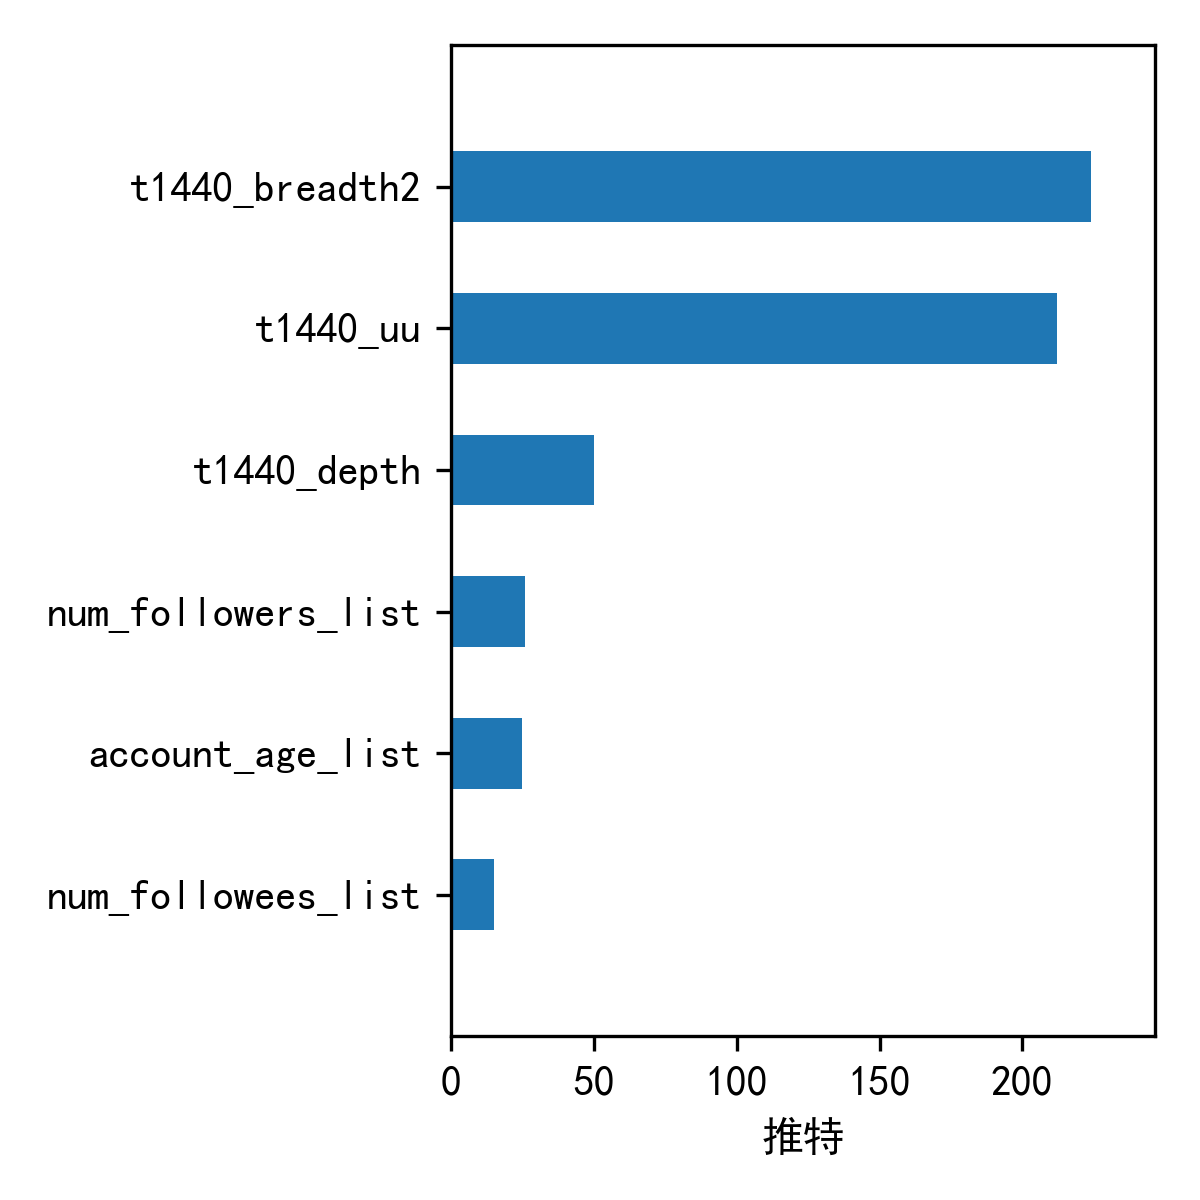 t1440_breadth2
t1440_uu
t1440_depth
num_followers_list
account_age_list
num_followees_list
0 50 100 150 200
推特